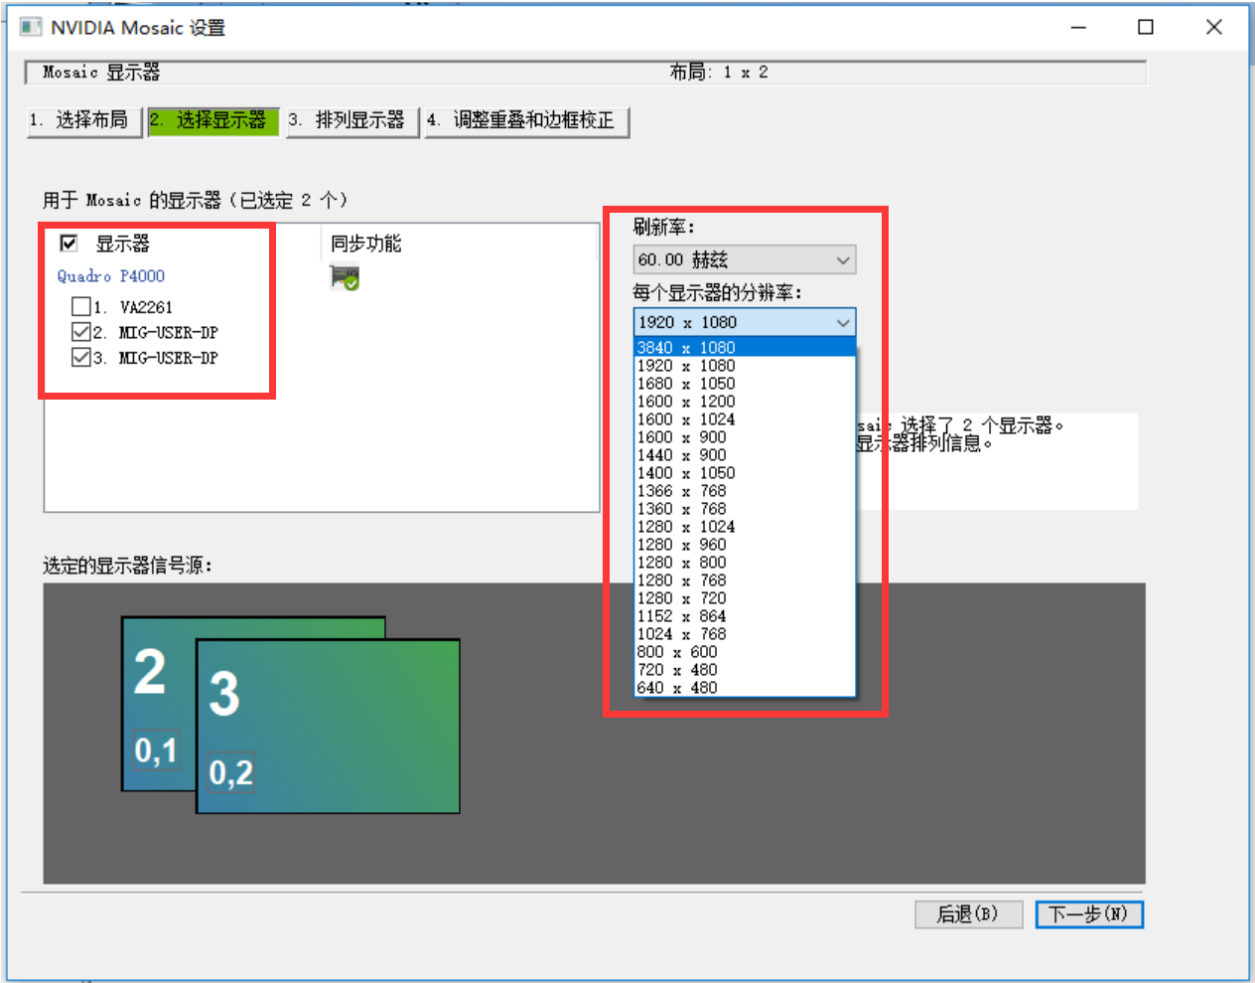 NVIDIA Mosaic 设置
Mosaic 显示器
布局: 1 x 2
1. 选择布局
2. 选择显示器
3. 排列显示器
4. 调整重叠和边框校正
用于 Mosaic 的显示器（已选定 2 个）
显示器
同步功能
Quadro P4000
1. VA2261
2. MIG-USER-DP
3. MIG-USER-DP
刷新率：
60.00 赫兹
每个显示器的分辨率：
1920 x 1080
3840 x 1080
1920 x 1080
1680 x 1050
1600 x 1200
1600 x 1024
1600 x 900
1440 x 900
1400 x 1050
1366 x 768
1360 x 768
1280 x 1024
1280 x 960
1280 x 800
1280 x 768
1280 x 720
1152 x 864
1024 x 768
800 x 600
720 x 480
640 x 480
saic 选择了 2 个显示器。
显示器排列信息。
选定的显示器信号源：
2
0,1
3
0,2
后退(B)
下一步(N)